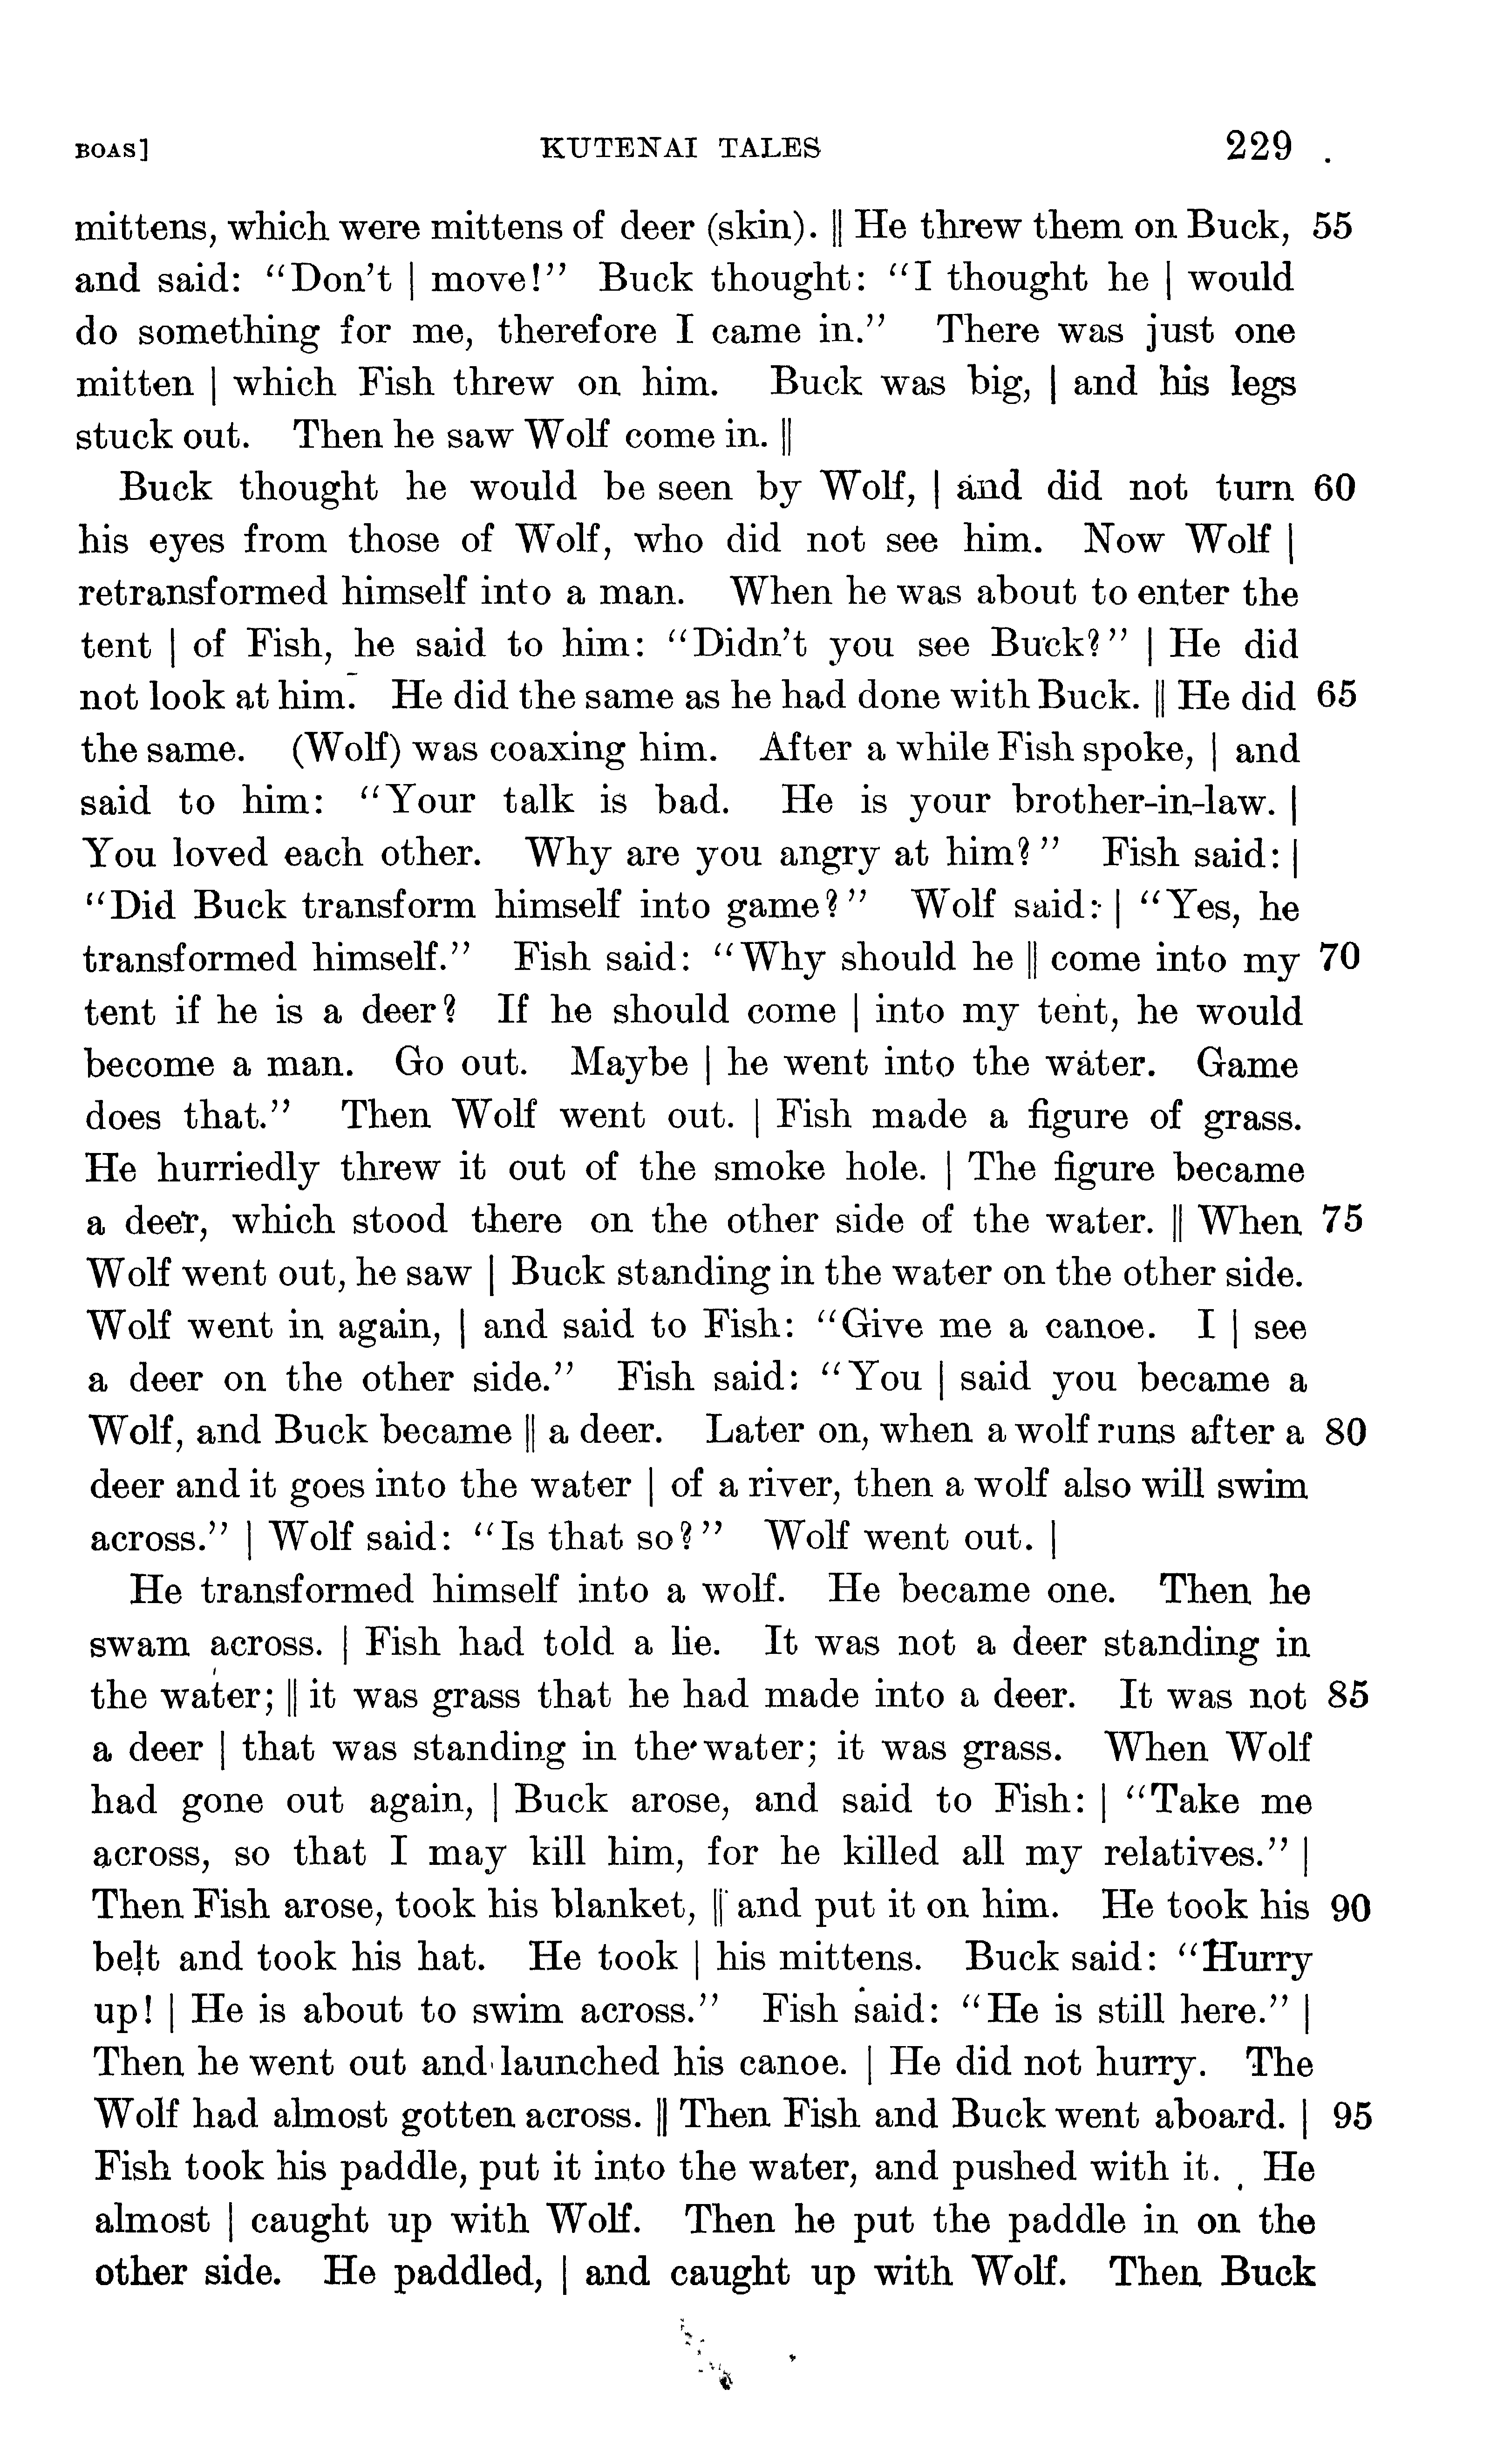 BOAS] KUTENAI TALES 229
mittens, which were mittens of deer (skin). || He threw them on Buck, 55
and said: “Don’t | move!” Buck thought: “I thought he | would
do something for me, therefore I came in.” There was just one
mitten | which Fish threw on him. Buck was big, | and his legs
stuck out. Then he saw Wolf come in. ||
Buck thought he would be seen by Wolf, | and did not turn 60
his eyes from those of Wolf, who did not see him. Now Wolf |
retransformed himself into a man. When he was about to enter the
tent | of Fish, he said to him: “Didn’t you see Buck?” | He did
not look at him. He did the same as he had done with Buck. || He did 65
the same. (Wolf) was coaxing him. After a while Fish spoke, | and
said to him: “Your talk is bad. He is your brother-in-law. |
You loved each other. Why are you angry at him?” Fish said: |
“Did Buck transform himself into game?” Wolf said: | “Yes, he
transformed himself.” Fish said: “Why should he || come into my 70
tent if he is a deer? If he should come | into my tent, he would
become a man. Go out. Maybe | he went into the water. Game
does that.” Then Wolf went out. | Fish made a figure of grass.
He hurriedly threw it out of the smoke hole. | The figure became
a deer, which stood there on the other side of the water. || When 75
Wolf went out, he saw | Buck standing in the water on the other side.
Wolf went in again, | and said to Fish: “Give me a canoe. I | see
a deer on the other side.” Fish said: “You | said you became a
Wolf, and Buck became || a deer. Later on, when a wolf runs after a 80
deer and it goes into the water | of a river, then a wolf also will swim
across.” | Wolf said: “Is that so?” Wolf went out. |
He transformed himself into a wolf. He became one. Then he
swam across. | Fish had told a lie. It was not a deer standing in
the water; || it was grass that he had made into a deer. It was not 85
a deer | that was standing in the water; it was grass. When Wolf
had gone out again, | Buck arose, and said to Fish: | “Take me
across, so that I may kill him, for he killed all my relatives.” |
Then Fish arose, took his blanket, || and put it on him. He took his 90
belt and took his hat. He took | his mittens. Buck said: “Hurry
up! | He is about to swim across.” Fish said: “He is still here.” |
Then he went out and launched his canoe. | He did not hurry. The
Wolf had almost gotten across. || Then Fish and Buck went aboard. | 95
Fish took his paddle, put it into the water, and pushed with it. He
almost | caught up with Wolf. Then he put the paddle in on the
other side. He paddled, | and caught up with Wolf. Then Buck